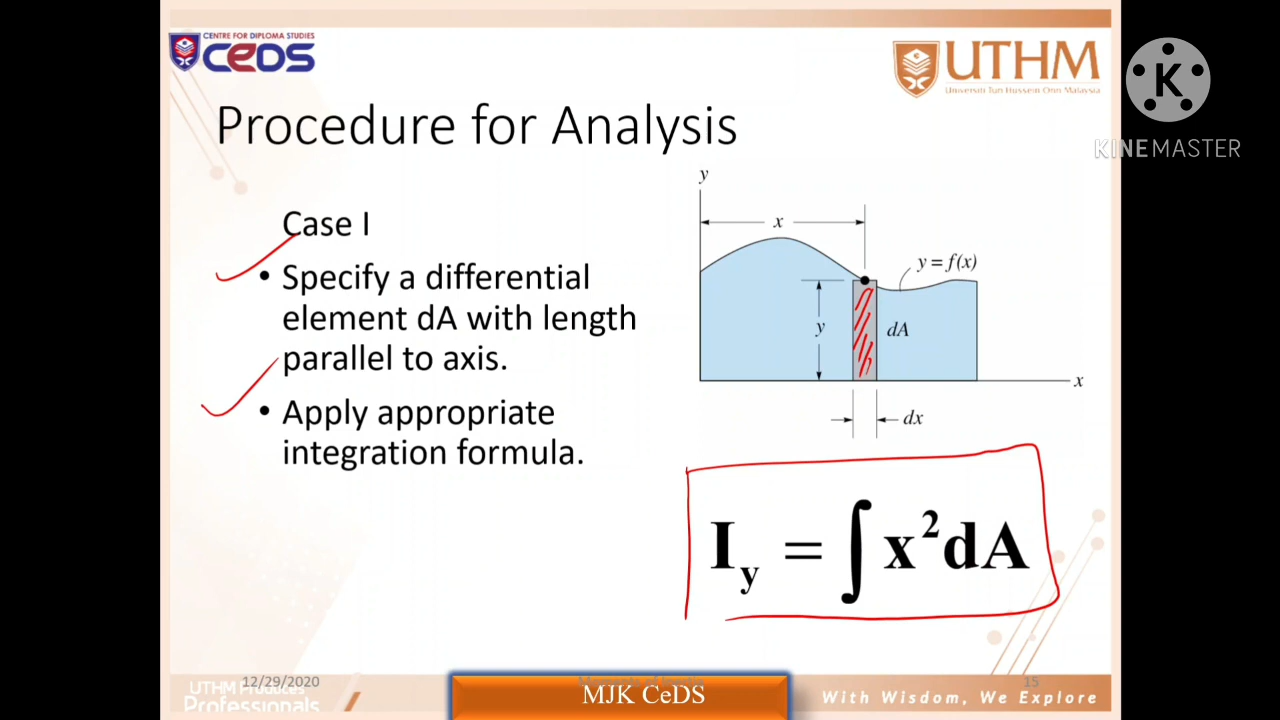 CENTRE FOR DIPLOMA STUDIES
CeDS
UTHM
Universiti Tun Hussein Onn Malaysia
K
KINEMASTER
Procedure for Analysis
Case I
• Specify a differential
element dA with length
parallel to axis.
• Apply appropriate
integration formula.
y
x
y = f(x)
y
dA
x
dx
I_y = ∫ x² dA
12/29/2020
15
UTHM Produces
Professionals
MJK CeDS
With Wisdom, We Explore